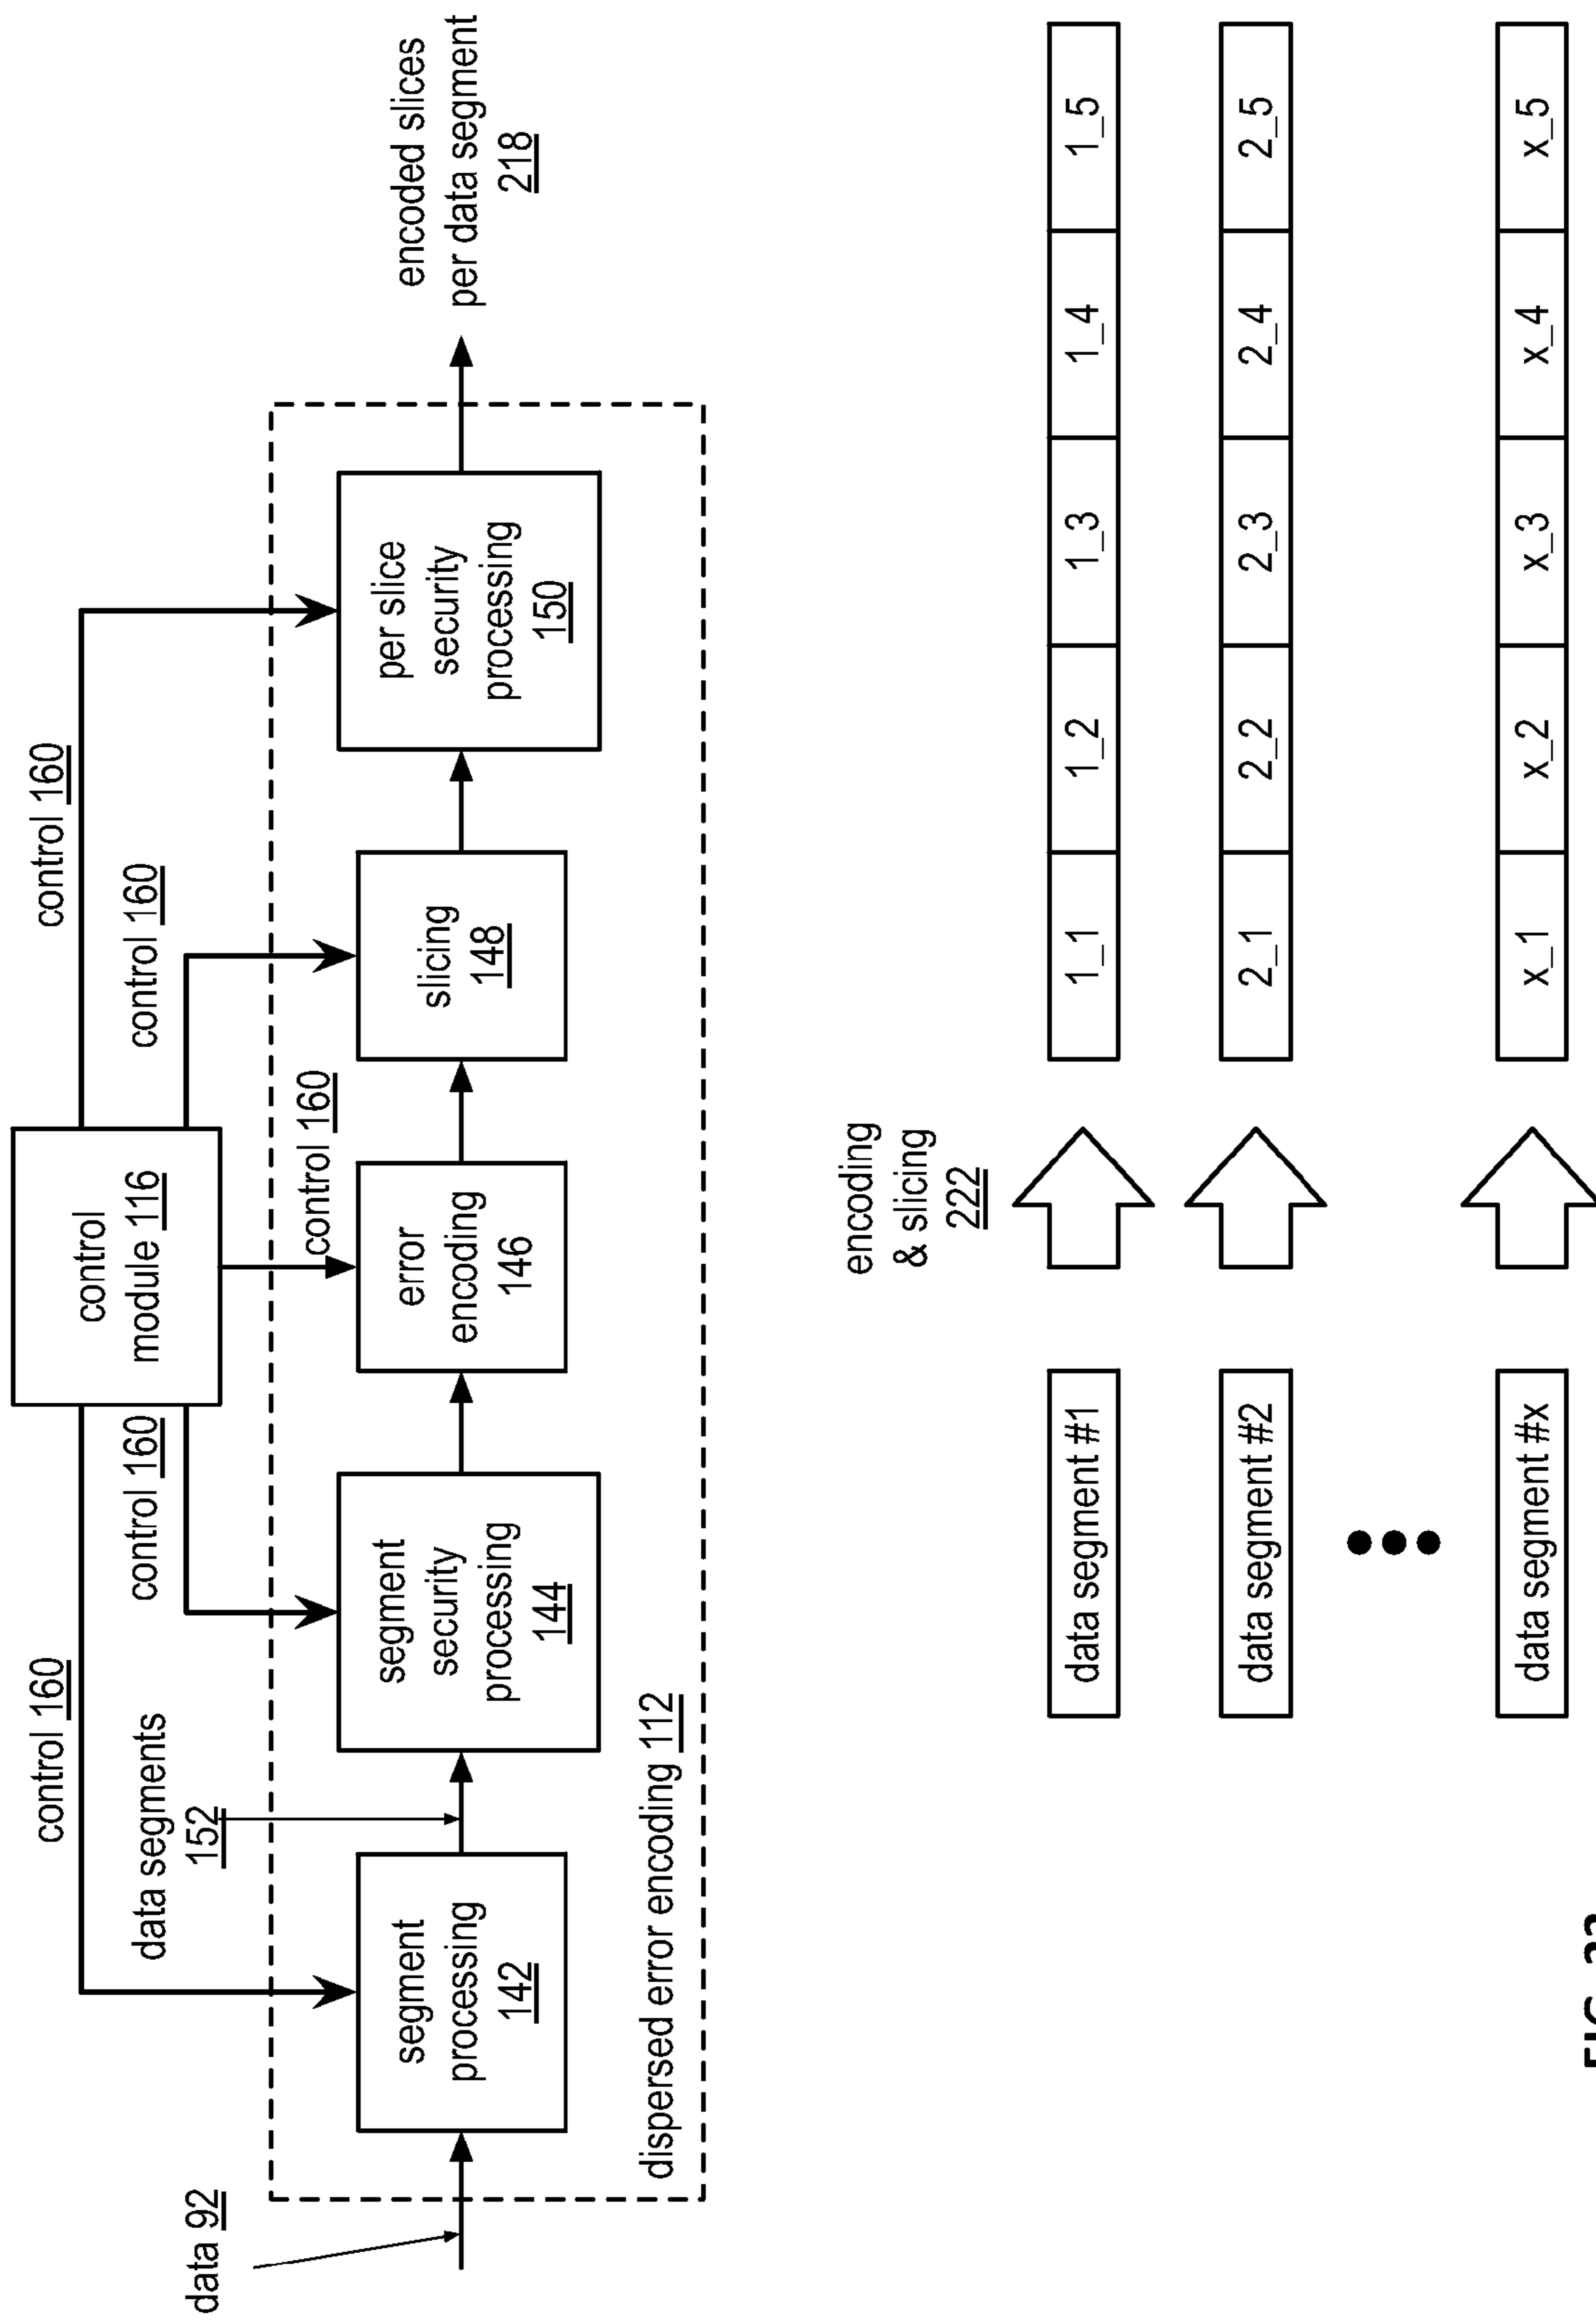 control
module 116
control 160
control 160
control 160
control 160
control 160
data segments
152
data 92
segment
processing
142
segment
security
processing
144
error
encoding
146
slicing
148
per slice
security
processing
150
encoded slices
per data segment
218
dispersed error encoding 112
encoding
& slicing
222
data segment #1
1_1 1_2 1_3 1_4 1_5
data segment #2
2_1 2_2 2_3 2_4 2_5
data segment #x
x_1 x_2 x_3 x_4 x_5